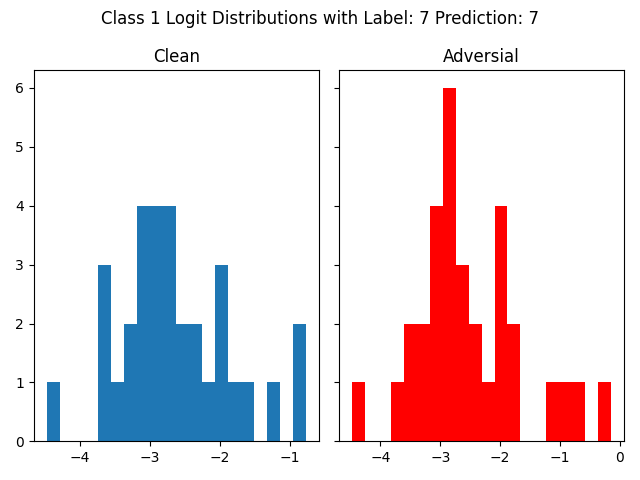 Class 1 Logit Distributions with Label: 7 Prediction: 7
Clean
Adversial
6
5
4
3
2
1
0
−4 −3 −2 −1
−4 −3 −2 −1 0